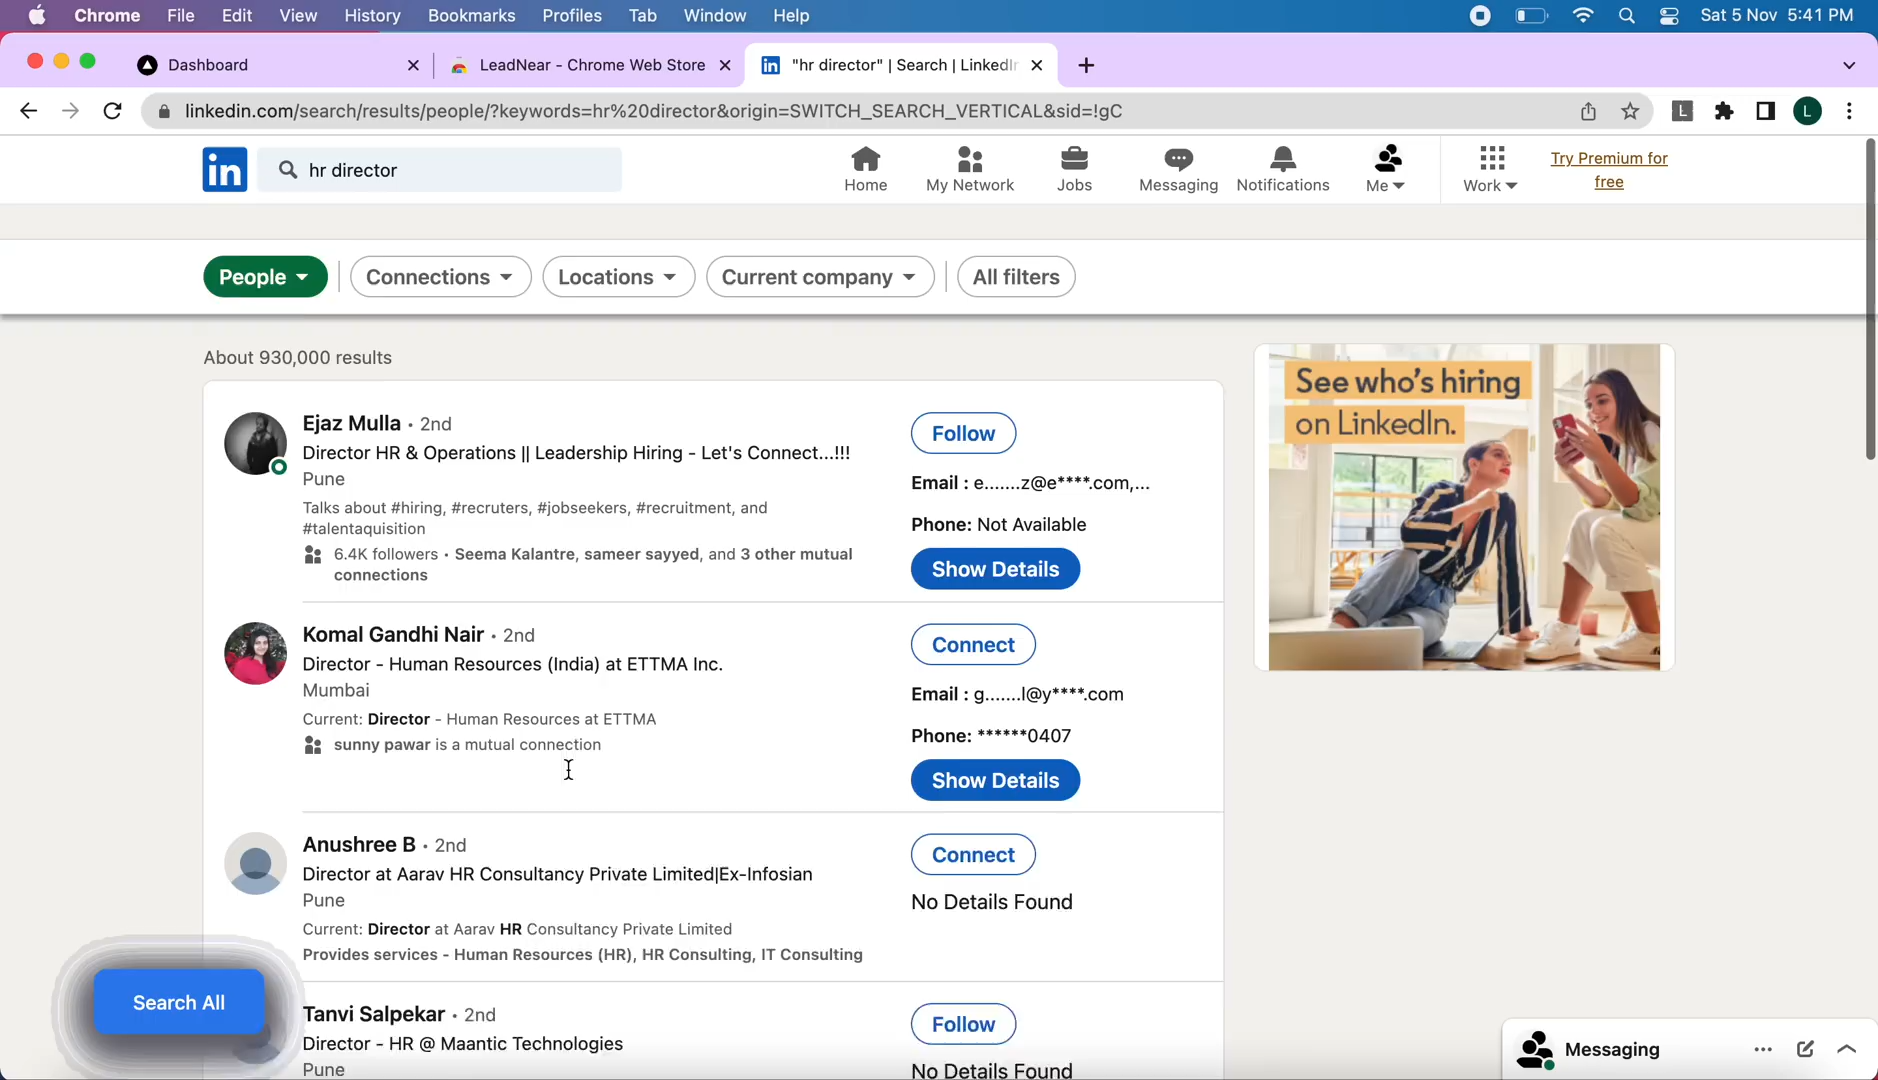 Chrome File Edit View History Bookmarks Profiles Tab Window Help Sat 5 Nov 5:41 PM
Dashboard LeadNear - Chrome Web Store "hr director" | Search | LinkedIn
linkedin.com/search/results/people/?keywords=hr%20director&origin=SWITCH_SEARCH_VERTICAL&sid=!gC L L
in hr director Home My Network Jobs Messaging Notifications Me Work Try Premium for
free
People Connections Locations Current company All filters
About 930,000 results
Ejaz Mulla • 2nd
Director HR & Operations || Leadership Hiring - Let's Connect...!!!
Pune
Talks about #hiring, #recruters, #jobseekers, #recruitment, and
#talentaquisition
6.4K followers • Seema Kalantre, sameer sayyed, and 3 other mutual
connections
Follow
Email : e.......z@e****.com,...
Phone: Not Available
Show Details
Komal Gandhi Nair • 2nd
Director - Human Resources (India) at ETTMA Inc.
Mumbai
Current: Director - Human Resources at ETTMA
sunny pawar is a mutual connection
Connect
Email : g.......l@y****.com
Phone: ******0407
Show Details
Anushree B • 2nd
Director at Aarav HR Consultancy Private Limited|Ex-Infosian
Pune
Current: Director at Aarav HR Consultancy Private Limited
Provides services - Human Resources (HR), HR Consulting, IT Consulting
Connect
No Details Found
Tanvi Salpekar • 2nd
Director - HR @ Maantic Technologies
Pune
Follow
No Details Found
See who's hiring
on LinkedIn.
Search All
Messaging